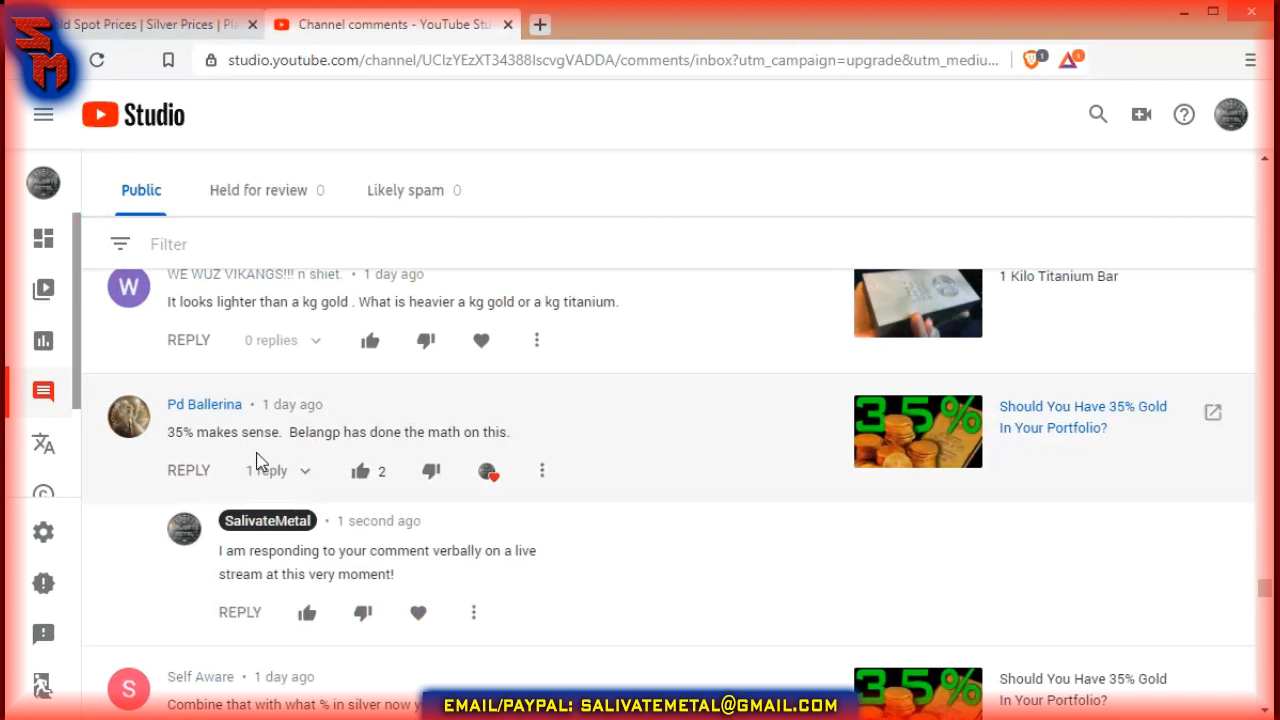 old Spot Prices | Silver Prices | Pla
Channel comments - YouTube Stu
studio.youtube.com/channel/UClzYEzXT34388IscvgVADDA/comments/inbox?utm_campaign=upgrade&utm_mediu...
1
1
SM
Studio
Public
Held for review 0
Likely spam 0
Filter
W
WE WUZ VIKANGS!!! n shiet. • 1 day ago
It looks lighter than a kg gold . What is heavier a kg gold or a kg titanium.
REPLY 0 replies
1 Kilo Titanium Bar
Pd Ballerina • 1 day ago
35% makes sense. Belangp has done the math on this.
REPLY 1 reply 2
35%
Should You Have 35% Gold
In Your Portfolio?
SalivateMetal • 1 second ago
I am responding to your comment verbally on a live
stream at this very moment!
REPLY
S
Self Aware • 1 day ago
Combine that with what % in silver now y
35%
Should You Have 35% Gold
In Your Portfolio?
EMAIL/PAYPAL: SALIVATEMETAL@GMAIL.COM